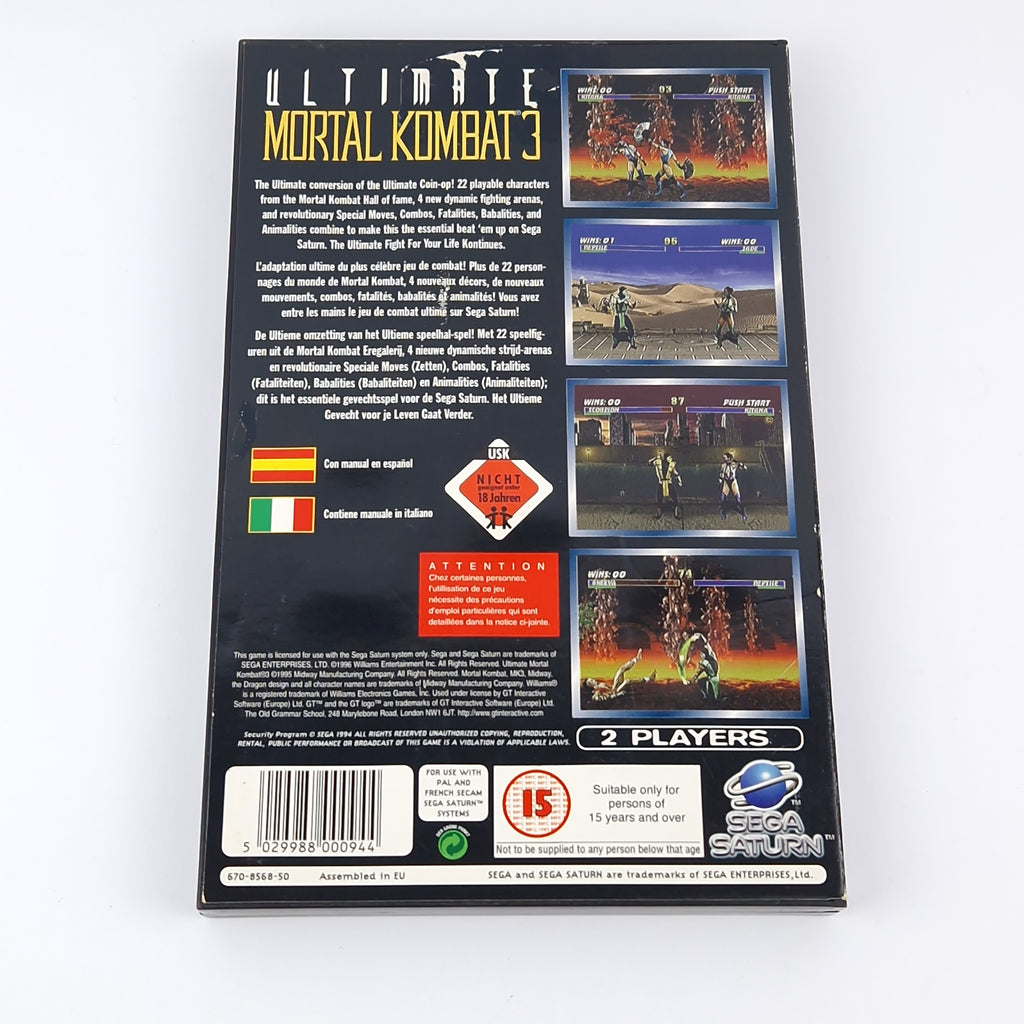 ULTIMATE
MORTAL KOMBAT® 3
The Ultimate conversion of the Ultimate Coin-op! 22 playable characters
from the Mortal Kombat Hall of fame, 4 new dynamic fighting arenas,
and revolutionary Special Moves, Combos, Fatalities, Babalities, and
Animalities combine to make this the essential beat 'em up on Sega
Saturn. The Ultimate Fight For Your Life Kontinues.
L'adaptation ultime du plus célèbre jeu de combat! Plus de 22 person-
nages du monde de Mortal Kombat, 4 nouveaux décors, de nouveaux
mouvements, combos, fatalités, babalités et animalités! Vous avez
entre les mains le jeu de combat ultime sur Sega Saturn!
De Ultieme omzetting van het Ultieme speelhal-spel! Met 22 speelfig-
uren uit de Mortal Kombat Eregalerij, 4 nieuwe dynamische strijd-arenas
en revolutionaire Speciale Moves (Zetten), Combos, Fatalities
(Fataliteiten), Babalities (Babaliteiten) en Animalities (Animaliteiten);
dit is het essentiele gevechtsspel voor de Sega Saturn. Het Ultieme
Gevecht voor je Leven Gaat Verder.
Con manual en español
Contiene manuale in italiano
USK
NICHT
geeignet unter
18 Jahren
ATTENTION
Chez certaines personnes,
l'utilisation de ce jeu
nécessite des précautions
d'emploi particulières qui sont
detaillées dans la notice ci-jointe.
WINS: 00 03 PUSH START
KITANA KITANA
WINS: 01 95 WINS: 00
REPTILE JADE
WINS: 00 87 PUSH START
SCORPION KITANA
WINS: 00 74
SHEEVA REPTILE
This game is licensed for use with the Sega Saturn system only. Sega and Sega Saturn are trademarks of
SEGA ENTERPRISES, LTD. ©1996 Williams Entertainment Inc. All Rights Reserved. Ultimate Mortal
Kombat®3 ©1995 Midway Manufacturing Company. All Rights Reserved. Mortal Kombat, MK3, Midway,
the Dragon design and all character names are trademarks of Midway Manufacturing Company. Williams®
is a registered trademark of Williams Electronics Games, Inc. Used under license by GT Interactive
Software (Europe) Ltd. GT™ and the GT logo™ are trademarks of GT Interactive Software (Europe) Ltd.
The Old Grammar School, 248 Marylebone Road, London NW1 6JT. http://www.gtinteractive.com
Security Program © SEGA 1994 ALL RIGHTS RESERVED UNAUTHORIZED COPYING, REPRODUCTION,
RENTAL, PUBLIC PERFORMANCE OR BROADCAST OF THIS GAME IS A VIOLATION OF APPLICABLE LAWS.
2 PLAYERS
5 029988 000944
FOR USE WITH
PAL AND
FRENCH SECAM
SEGA SATURN™
SYSTEMS
15
Suitable only for
persons of
15 years and over
Not to be supplied to any person below that age
SEGA
SATURN™
670-8568-50 Assembled in EU SEGA and SEGA SATURN are trademarks of SEGA ENTERPRISES,Ltd.